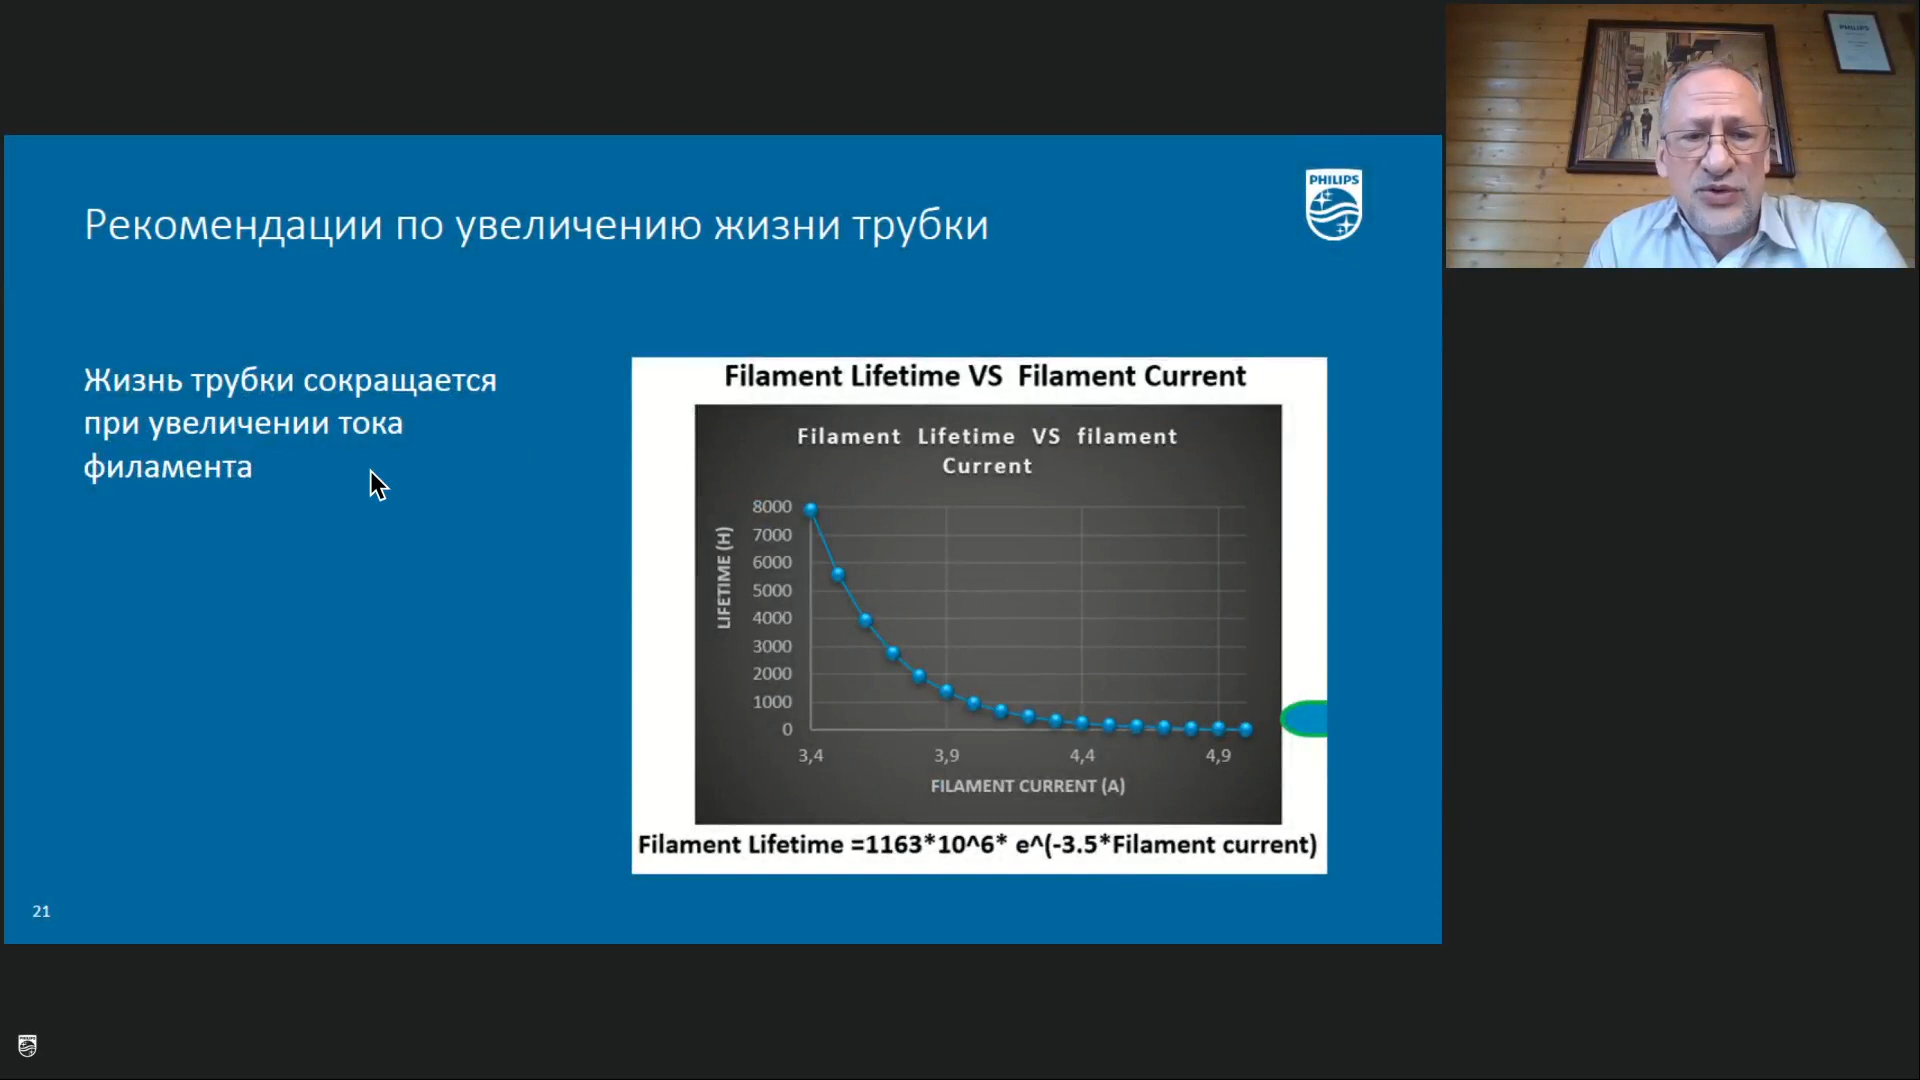 PHILIPS
PHILIPS
Рекомендации по увеличению жизни трубки
Жизнь трубки сокращается
при увеличении тока
филамента
Filament Lifetime VS Filament Current
Filament Lifetime VS filament
Current
LIFETIME (H)
8000
7000
6000
5000
4000
3000
2000
1000
0
3,4
3,9
4,4
4,9
FILAMENT CURRENT (A)
Filament Lifetime =1163*10^6* e^(-3.5*Filament current)
21
PHILIPS